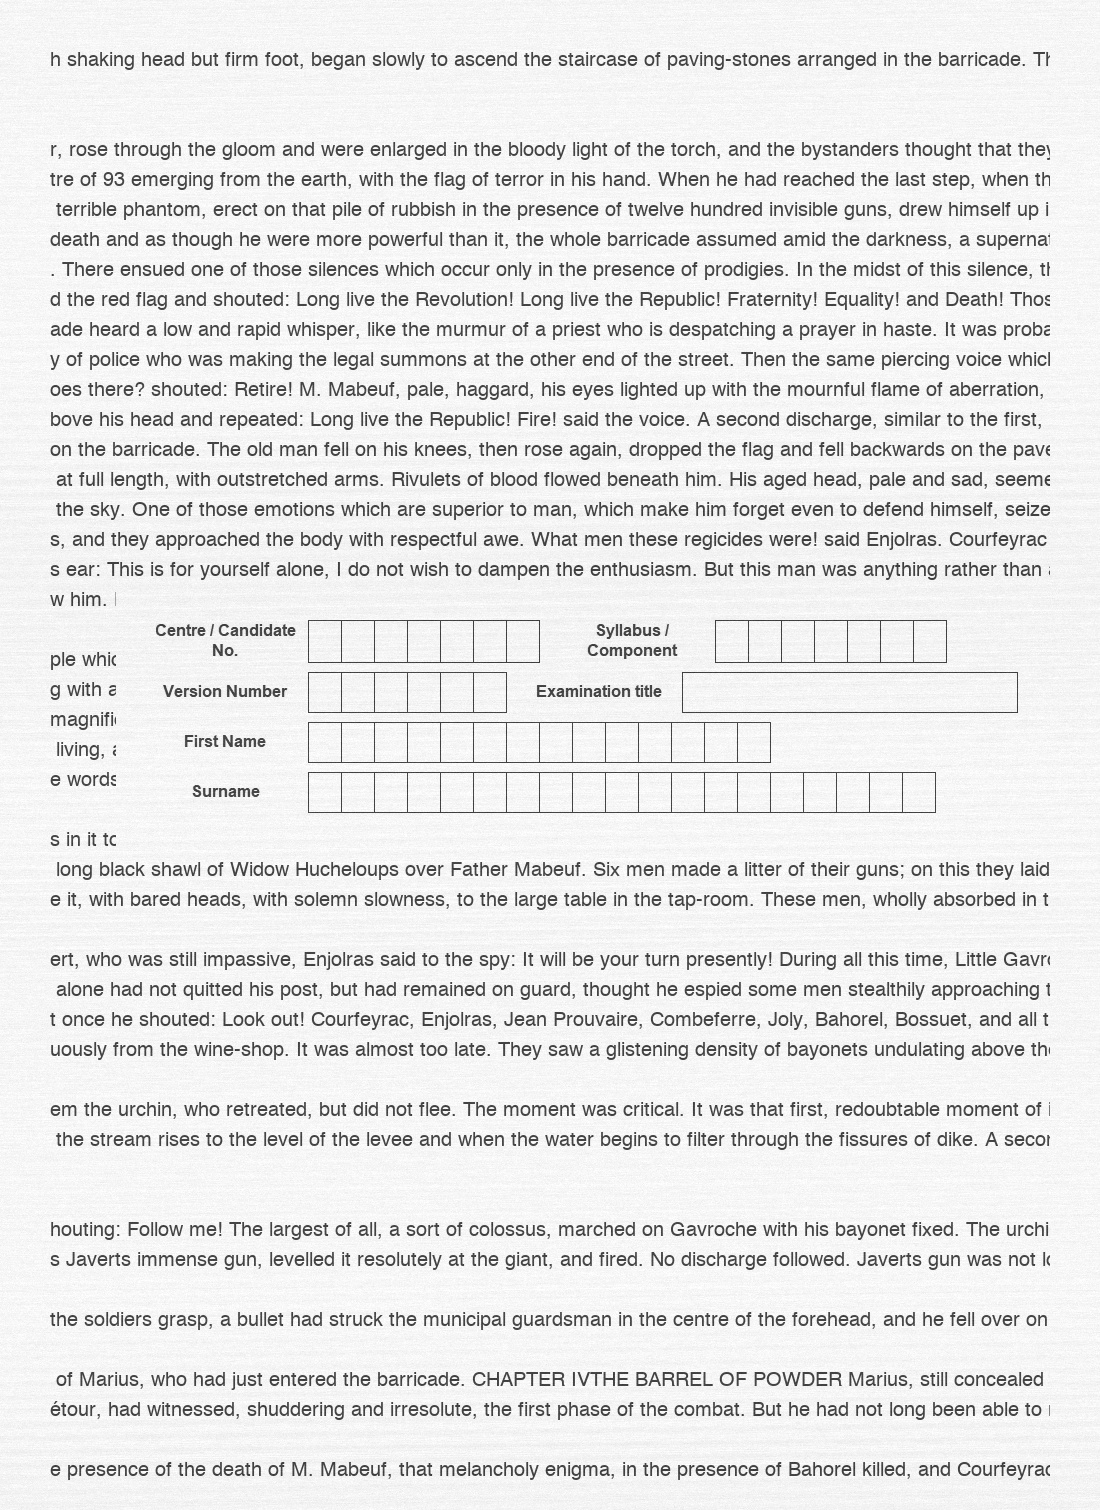 h shaking head but firm foot, began slowly to ascend the staircase of paving-stones arranged in the barricade.
r, rose through the gloom and were enlarged in the bloody light of the torch, and the bystanders thought that they
tre of 93 emerging from the earth, with the flag of terror in his hand. When he had reached the last step, when
terrible phantom, erect on that pile of rubbish in the presence of twelve hundred invisible guns, drew himself up
death and as though he were more powerful than it, the whole barricade assumed amid the darkness, a
. There ensued one of those silences which occur only in the presence of prodigies. In the midst of this silence,
d the red flag and shouted: Long live the Revolution! Long live the Republic! Fraternity! Equality! and Death!
ade heard a low and rapid whisper, like the murmur of a priest who is despatching a prayer in haste. It was
y of police who was making the legal summons at the other end of the street. Then the same piercing voice
oes there? shouted: Retire! M. Mabeuf, pale, haggard, his eyes lighted up with the mournful flame of aberration,
bove his head and repeated: Long live the Republic! Fire! said the voice. A second discharge, similar to the first,
on the barricade. The old man fell on his knees, then rose again, dropped the flag and fell backwards on the
at full length, with outstretched arms. Rivulets of blood flowed beneath him. His aged head, pale and sad,
the sky. One of those emotions which are superior to man, which make him forget even to defend himself,
s, and they approached the body with respectful awe. What men these regicides were! said Enjolras. Courfeyrac
s ear: This is for yourself alone, I do not wish to dampen the enthusiasm. But this man was anything rather than
w him.
Centre / Candidate No.
Syllabus / Component
ple
g with a
Version Number
Examination title
magnifi
First Name
living,
e words
Surname
s in it
long black shawl of Widow Hucheloups over Father Mabeuf. Six men made a litter of their guns; on this they laid
e it, with bared heads, with solemn slowness, to the large table in the tap-room. These men, wholly absorbed in
ert, who was still impassive, Enjolras said to the spy: It will be your turn presently! During all this time, Little
alone had not quitted his post, but had remained on guard, thought he espied some men stealthily approaching
t once he shouted: Look out! Courfeyrac, Enjolras, Jean Prouvaire, Combeferre, Joly, Bahorel, Bossuet, and all
uously from the wine-shop. It was almost too late. They saw a glistening density of bayonets undulating above
em the urchin, who retreated, but did not flee. The moment was critical. It was that first, redoubtable moment of
the stream rises to the level of the levee and when the water begins to filter through the fissures of dike. A
houting: Follow me! The largest of all, a sort of colossus, marched on Gavroche with his bayonet fixed. The urchi
s Javerts immense gun, levelled it resolutely at the giant, and fired. No discharge followed. Javerts gun was not
the soldiers grasp, a bullet had struck the municipal guardsman in the centre of the forehead, and he fell over on
of Marius, who had just entered the barricade. CHAPTER IVTHE BARREL OF POWDER Marius, still concealed
étour, had witnessed, shuddering and irresolute, the first phase of the combat. But he had not long been able to
e presence of the death of M. Mabeuf, that melancholy enigma, in the presence of Bahorel killed, and